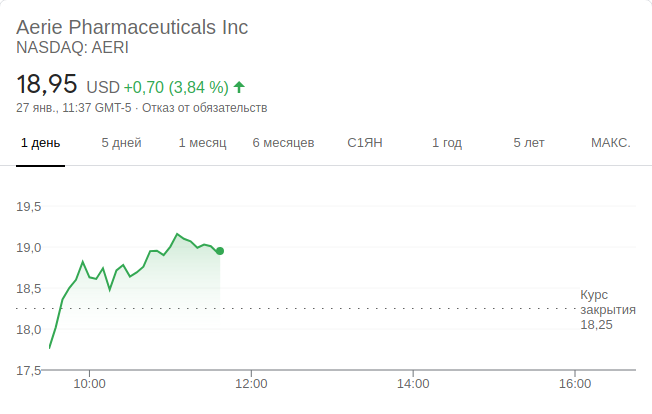 Aerie Pharmaceuticals Inc
NASDAQ: AERI
18,95 USD +0,70 (3,84 %)
27 янв., 11:37 GMT-5 · Отказ от обязательств
1 день 5 дней 1 месяц 6 месяцев С1ЯН 1 год 5 лет МАКС.
19,5
19,0
18,5
Курс
закрытия
18,25
18,0
17,5
10:00 12:00 14:00 16:00